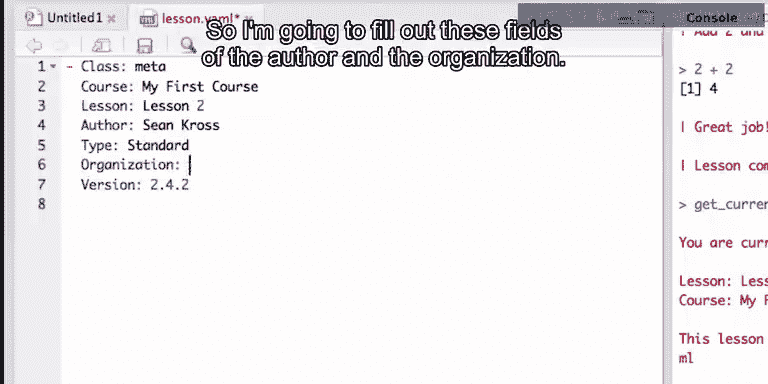 Untitled1
lesson.yaml*
So I'm going to fill out these fields
of the author and the organization.
1 - Class: meta
2 Course: My First Course
3 Lesson: Lesson 2
4 Author: Sean Kross
5 Type: Standard
6 Organization:
7 Version: 2.4.2
8
Console
| Add 2 and
> 2 + 2
[1] 4
| Great job!
| Lesson com
> get_curren
You are curr
Lesson: Less
Course: My F
This lesson
ml